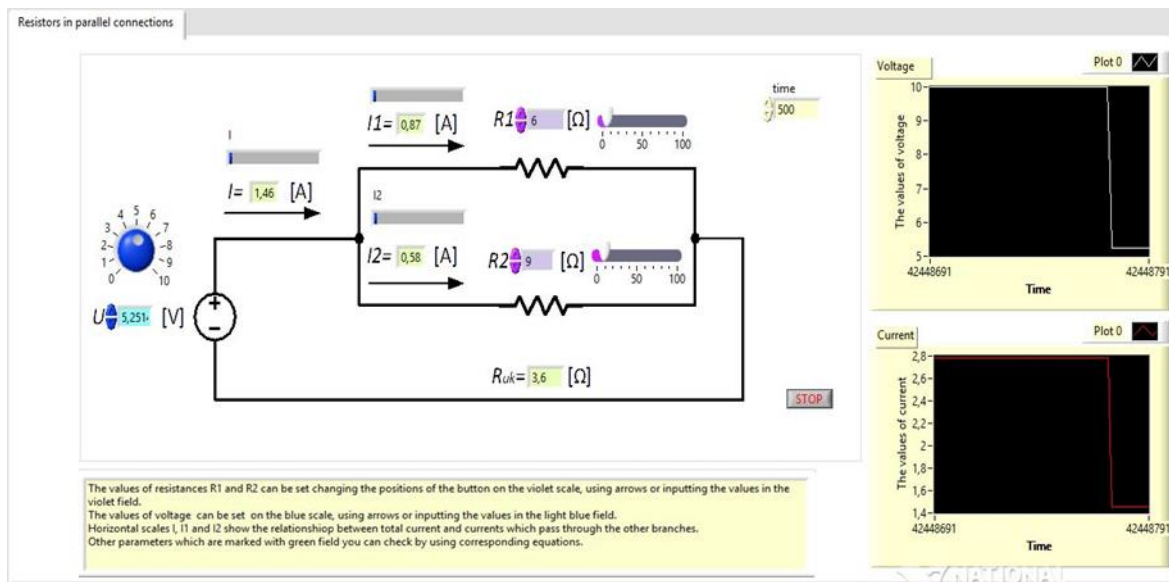 Resistors in parallel connections
I1= 0,87 [A]
R1 6 [Ω]
0 50 100
time
500
I
I= 1,46 [A]
I2
I2= 0,58 [A]
R2 9 [Ω]
0 50 100
0 1 2 3 4 5 6 7 8 9 10
U 5,251 [V]
+
−
Ruk= 3,6 [Ω]
STOP
The values of resistances R1 and R2 can be set changing the positions of the button on the violet scale, using arrows or inputting the values in the
violet field.
The values of voltage can be set on the blue scale, using arrows or inputting the values in the light blue field.
Horizontal scales I, I1 and I2 show the relationshiop between total current and currents which pass through the other branches.
Other parameters which are marked with green field you can check by using corresponding equations.
Voltage
Plot 0
The values of voltage
10
9
8
7
6
5
42448691 42448791
Time
Current
Plot 0
The values of current
2,8
2,6
2,4
2,2
2
1,8
1,6
1,4
42448691 42448791
Time
NATIONAL